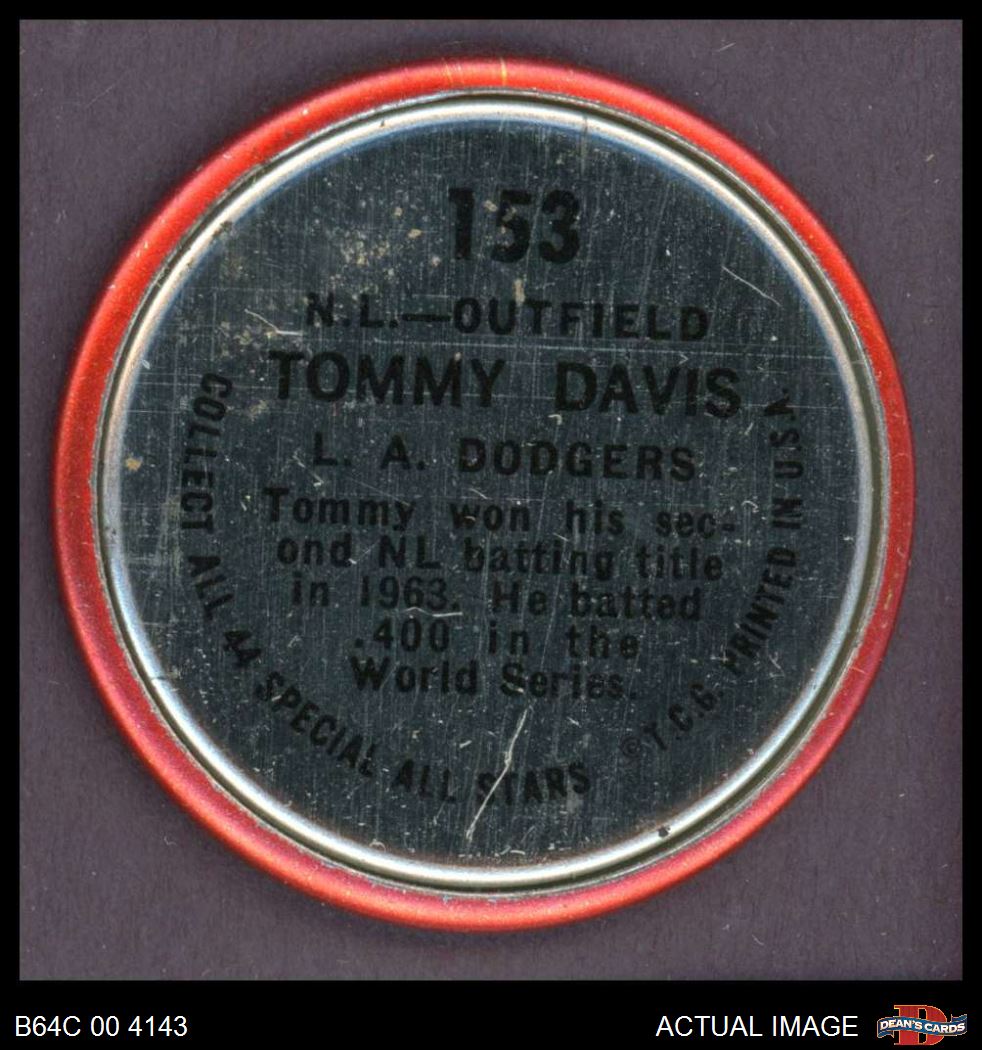 153
N.L.—OUTFIELD
TOMMY DAVIS
L. A. DODGERS
Tommy won his sec-
ond NL batting title
in 1963. He batted
.400 in the
World Series.
COLLECT ALL 44 SPECIAL ALL STARS
© T.C.G. PRINTED IN U.S.A.
B64C 00 4143
ACTUAL IMAGE
DEAN'S CARDS